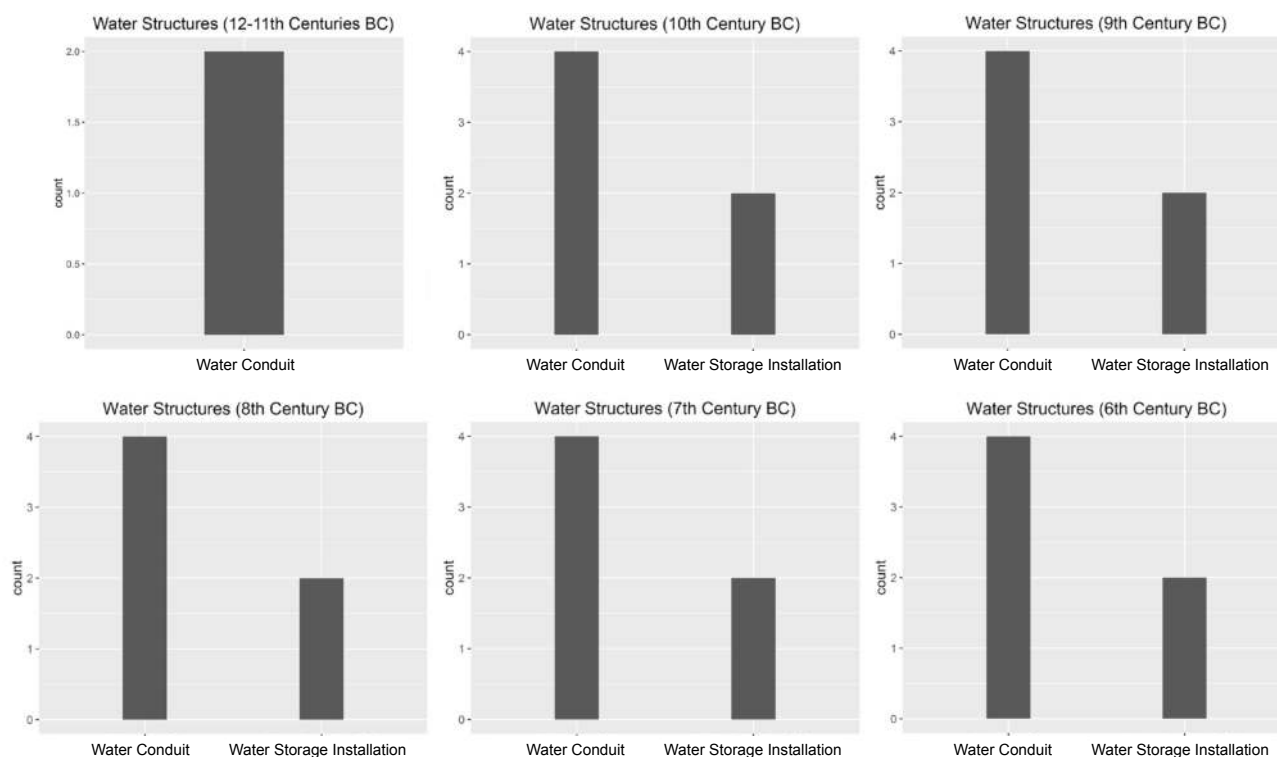 Water Structures (12-11th Centuries BC)
2.0
1.5
1.0
0.5
0.0
count
Water Conduit
Water Structures (10th Century BC)
4
3
2
1
0
count
Water Conduit Water Storage Installation
Water Structures (9th Century BC)
4
3
2
1
0
count
Water Conduit Water Storage Installation
Water Structures (8th Century BC)
4
3
2
1
0
count
Water Conduit Water Storage Installation
Water Structures (7th Century BC)
4
3
2
1
0
count
Water Conduit Water Storage Installation
Water Structures (6th Century BC)
4
3
2
1
0
count
Water Conduit Water Storage Installation